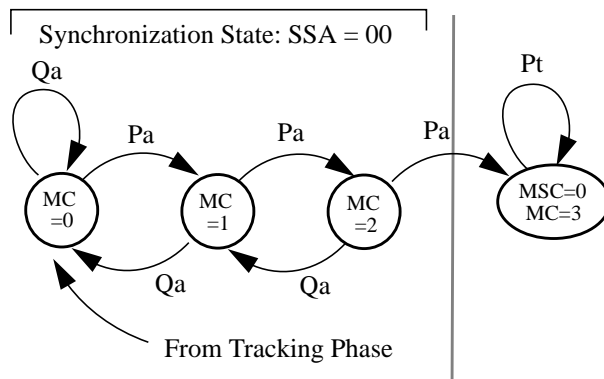 Synchronization State: SSA = 00
Qa
Pt
Pa
Pa
Pa
MC
=0
MC
=1
MC
=2
MSC=0
MC=3
Qa
Qa
From Tracking Phase